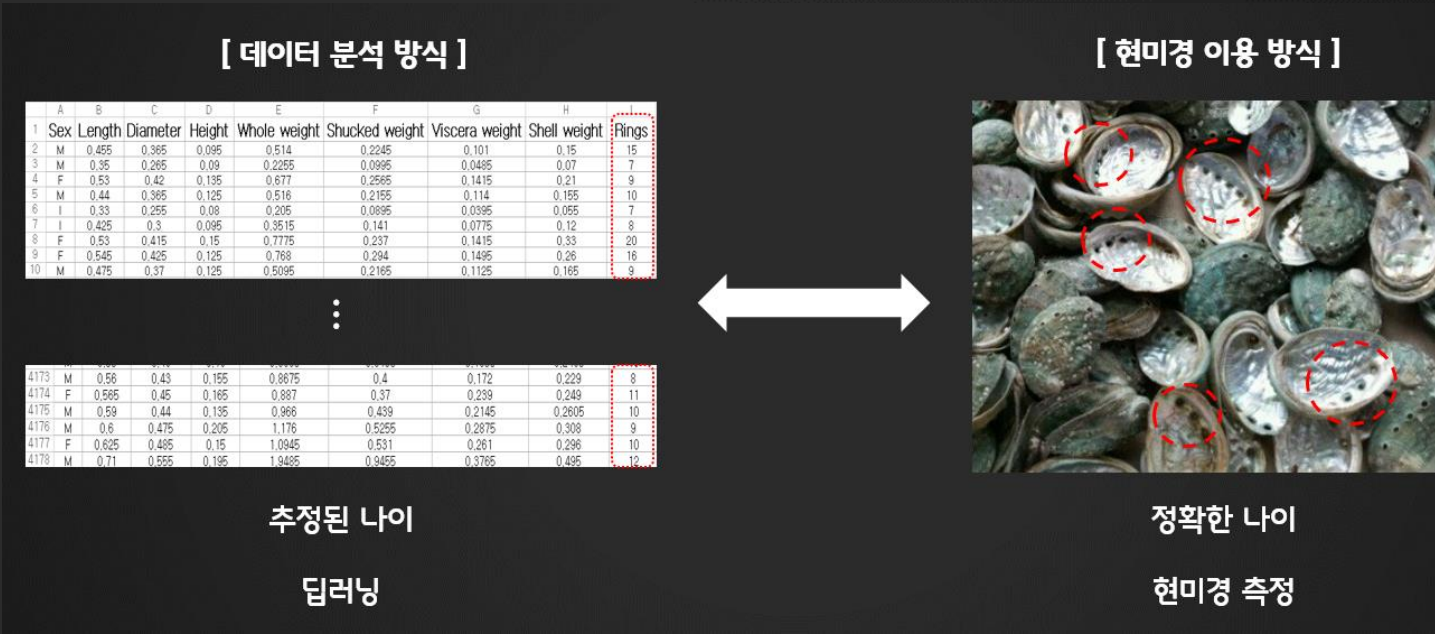 [ 데이터 분석 방식 ]
[ 현미경 이용 방식 ]
A B C D E F G H I
1 Sex Length Diameter Height Whole weight Shucked weight Viscera weight Shell weight Rings
2 M 0,455 0,365 0,095 0,514 0,2245 0,101 0,15 15
3 M 0,35 0,265 0,09 0,2255 0,0995 0,0485 0,07 7
4 F 0,53 0,42 0,135 0,677 0,2565 0,1415 0,21 9
5 M 0,44 0,365 0,125 0,516 0,2155 0,114 0,155 10
6 I 0,33 0,255 0,08 0,205 0,0895 0,0395 0,055 7
7 I 0,425 0,3 0,095 0,3515 0,141 0,0775 0,12 8
8 F 0,53 0,415 0,15 0,7775 0,237 0,1415 0,33 20
9 F 0,545 0,425 0,125 0,768 0,294 0,1495 0,26 16
10 M 0,475 0,37 0,125 0,5095 0,2165 0,1125 0,165 9
4173 M 0,56 0,43 0,155 0,8675 0,4 0,172 0,229 8
4174 F 0,565 0,45 0,165 0,887 0,37 0,239 0,249 11
4175 M 0,59 0,44 0,135 0,966 0,439 0,2145 0,2605 10
4176 M 0,6 0,475 0,205 1,176 0,5255 0,2875 0,308 9
4177 F 0,625 0,485 0,15 1,0945 0,531 0,261 0,296 10
4178 M 0,71 0,555 0,195 1,9485 0,9455 0,3765 0,495 12
추정된 나이
정확한 나이
딥러닝
현미경 측정